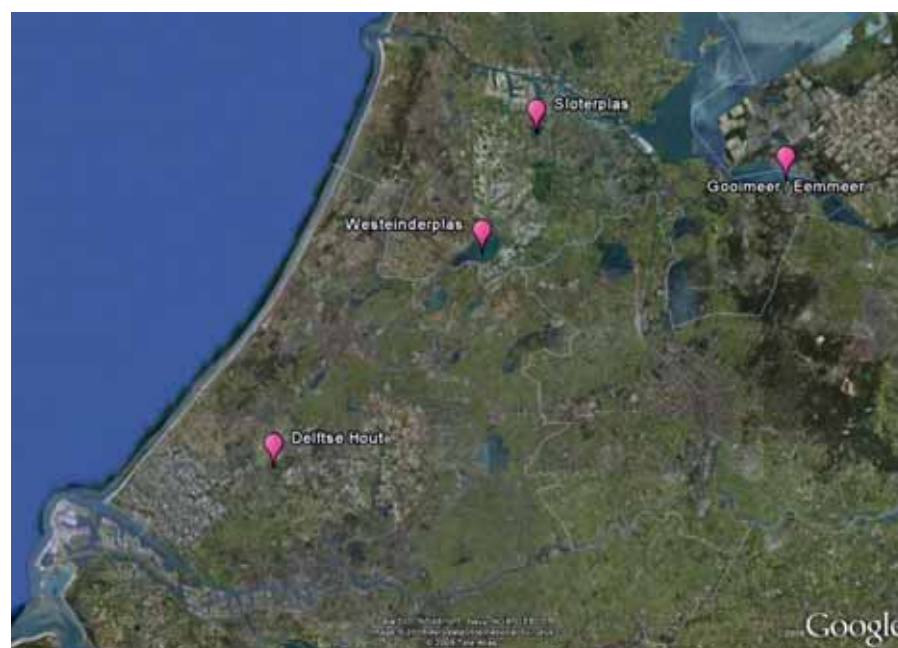 Sloterplas
Gooimeer / Eemmeer
Westeinderplas
Delftse Hout
Google